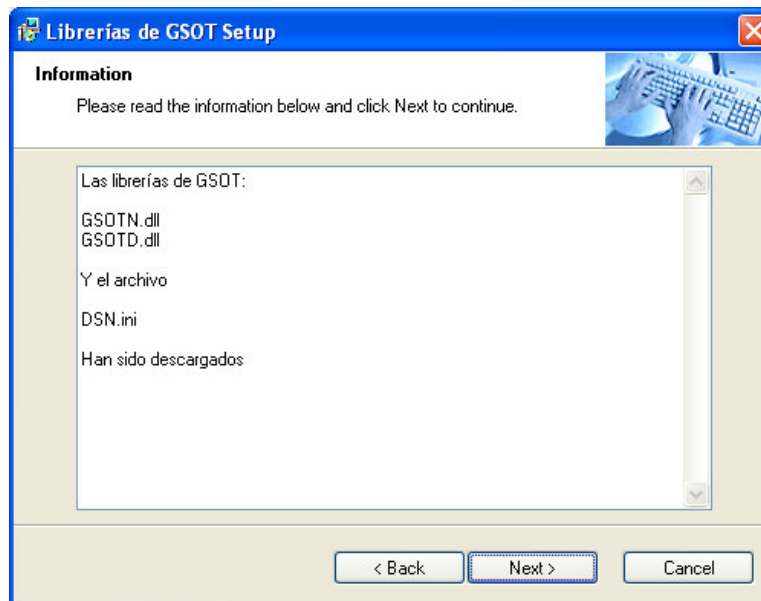 Librerías de GSOT Setup
Information
Please read the information below and click Next to continue.
Las librerías de GSOT:
GSOTN.dll
GSOTD.dll
Y el archivo
DSN.ini
Han sido descargados
< Back
Next >
Cancel